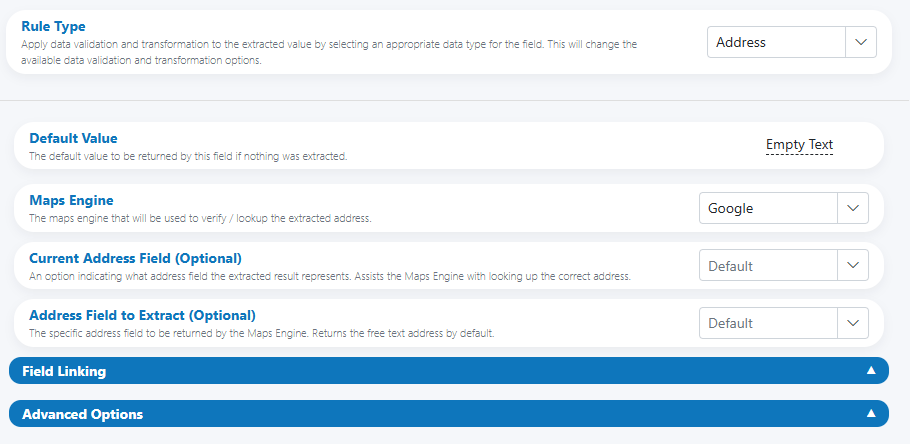 Rule Type
Apply data validation and transformation to the extracted value by selecting an appropriate data type for the field. This will change the
available data validation and transformation options.
Address
Default Value
The default value to be returned by this field if nothing was extracted.
Empty Text
Maps Engine
The maps engine that will be used to verify / lookup the extracted address.
Google
Current Address Field (Optional)
An option indicating what address field the extracted result represents. Assists the Maps Engine with looking up the correct address.
Default
Address Field to Extract (Optional)
The specific address field to be returned by the Maps Engine. Returns the free text address by default.
Default
Field Linking
Advanced Options